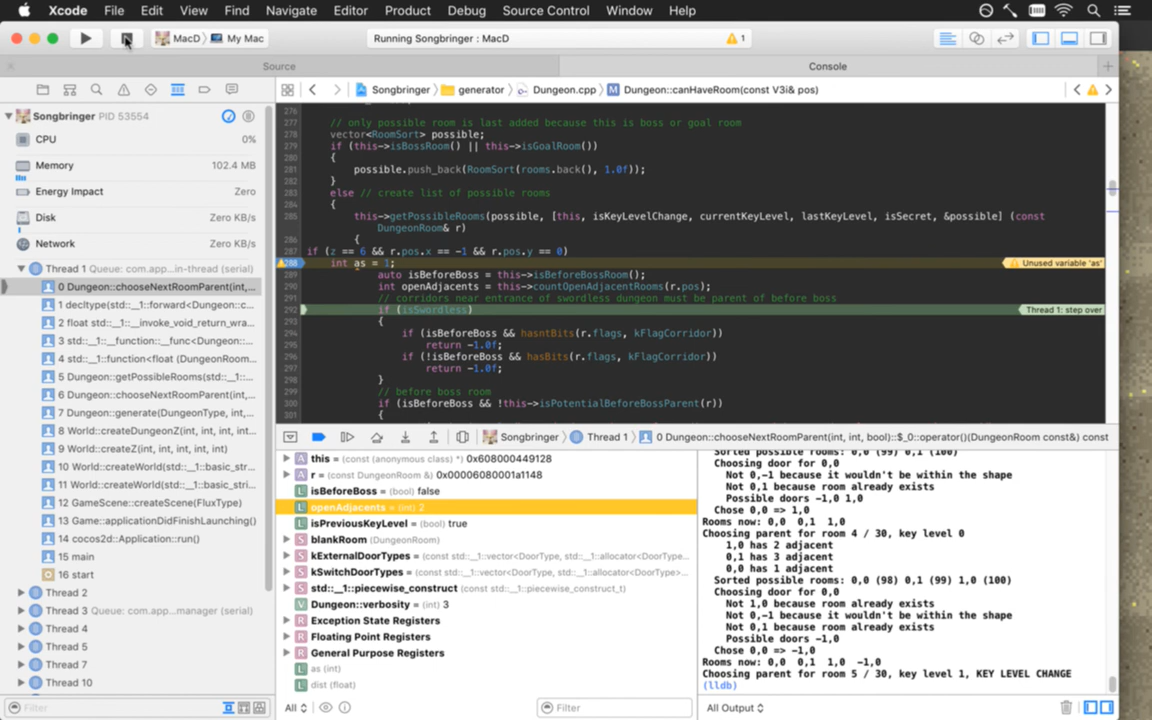 Xcode File Edit View Find Navigate Editor Product Debug Source Control Window Help
MacD My Mac
Running Songbringer : MacD
1
Source
Console
Songbringer
PID 53554
CPU 0%
Memory 102.4 MB
Energy Impact Zero
Disk Zero KB/s
Network Zero KB/s
Thread 1 Queue: com.app...in-thread (serial)
0 Dungeon::chooseNextRoomParent(int,...
1 decltype(std::__1::forward<Dungeon::c...
2 float std::__1::__invoke_void_return_wra...
3 std::__1::__function::__func<Dungeon::c...
4 std::__1::function<float (DungeonRoom...
5 Dungeon::getPossibleRooms(std::__1::...
6 Dungeon::chooseNextRoomParent(int,...
7 Dungeon::generate(DungeonType, int,...
8 World::createDungeonZ(int, int, int, int...
9 World::createZ(int, int, int, int)
10 World::createWorld(std::__1::basic_str...
11 World::createWorld(std::__1::basic_stri...
12 GameScene::createScene(FluxType)
13 Game::applicationDidFinishLaunching()
14 cocos2d::Application::run()
15 main
16 start
Thread 2
Thread 3 Queue: com.app...manager (serial)
Thread 4
Thread 5
Thread 7
Thread 10
Filter
Songbringer generator Dungeon.cpp Dungeon::canHaveRoom(const V3i& pos)
276
277 // only possible room is last added because this is boss or goal room
278 vector<RoomSort> possible;
279 if (this->isBossRoom() || this->isGoalRoom())
280 {
281 possible.push_back(RoomSort(rooms.back(), 1.0f));
282 }
283 else // create list of possible rooms
284 {
285 this->getPossibleRooms(possible, [this, isKeyLevelChange, currentKeyLevel, lastKeyLevel, isSecret, &possible] (const
DungeonRoom& r)
286 {
287 if (z == 6 && r.pos.x == -1 && r.pos.y == 0)
288 int as = 1; Unused variable 'as'
289 auto isBeforeBoss = this->isBeforeBossRoom();
290 int openAdjacents = this->countOpenAdjacentRooms(r.pos);
291 // corridors near entrance of swordless dungeon must be parent of before boss
292 if (isSwordless) Thread 1: step over
293 {
294 if (isBeforeBoss && hasntBits(r.flags, kFlagCorridor))
295 return -1.0f;
296 if (!isBeforeBoss && hasBits(r.flags, kFlagCorridor))
297 return -1.0f;
298 }
299 // before boss room
300 if (isBeforeBoss && !this->isPotentialBeforeBossParent(r))
301 {
Songbringer Thread 1 0 Dungeon::chooseNextRoomParent(int, int, bool)::$_0::operator()(DungeonRoom const&) const
this = (const (anonymous class) *) 0x608000449128
r = (const DungeonRoom &) 0x00006080001a1148
isBeforeBoss = (bool) false
openAdjacents = (int) 2
isPreviousKeyLevel = (bool) true
blankRoom (DungeonRoom)
kExternalDoorTypes = (const std::__1::vector<DoorType, std::__1::allocator<DoorType>...
kSwitchDoorTypes = (const std::__1::vector<DoorType, std::__1::allocator<DoorType>...
std::__1::piecewise_construct (const std::__1::piecewise_construct_t)
Dungeon::verbosity = (int) 3
Exception State Registers
Floating Point Registers
General Purpose Registers
as (int)
dist (float)
All
Filter
Sorted possible rooms: 0,0 (99) 0,1 (100)
Choosing door for 0,0
Not 0,-1 because it wouldn't be within the shape
Not 0,1 because room already exists
Possible doors -1,0 1,0
Chose 0,0 => 1,0
Rooms now: 0,0 0,1 1,0
Choosing parent for room 4 / 30, key level 0
1,0 has 2 adjacent
0,1 has 3 adjacent
0,0 has 1 adjacent
Sorted possible rooms: 0,0 (98) 0,1 (99) 1,0 (100)
Choosing door for 0,0
Not 1,0 because room already exists
Not 0,-1 because it wouldn't be within the shape
Not 0,1 because room already exists
Possible doors -1,0
Chose 0,0 => -1,0
Rooms now: 0,0 0,1 1,0 -1,0
Choosing parent for room 5 / 30, key level 1, KEY LEVEL CHANGE
(lldb)
All Output